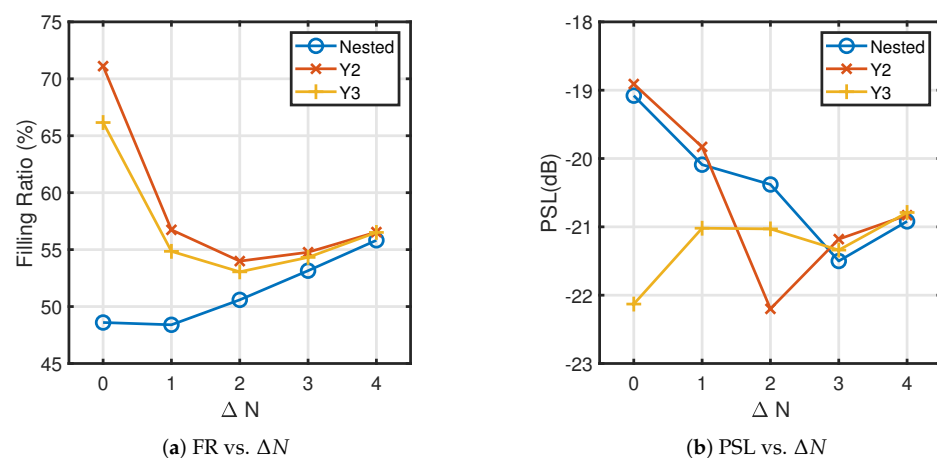 75
70
65
60
55
50
45
Filling Ratio (%)
0 1 2 3 4
Δ N
Nested
Y2
Y3
(a) FR vs. ΔN
-18
-19
-20
-21
-22
-23
PSL(dB)
0 1 2 3 4
Δ N
Nested
Y2
Y3
(b) PSL vs. ΔN